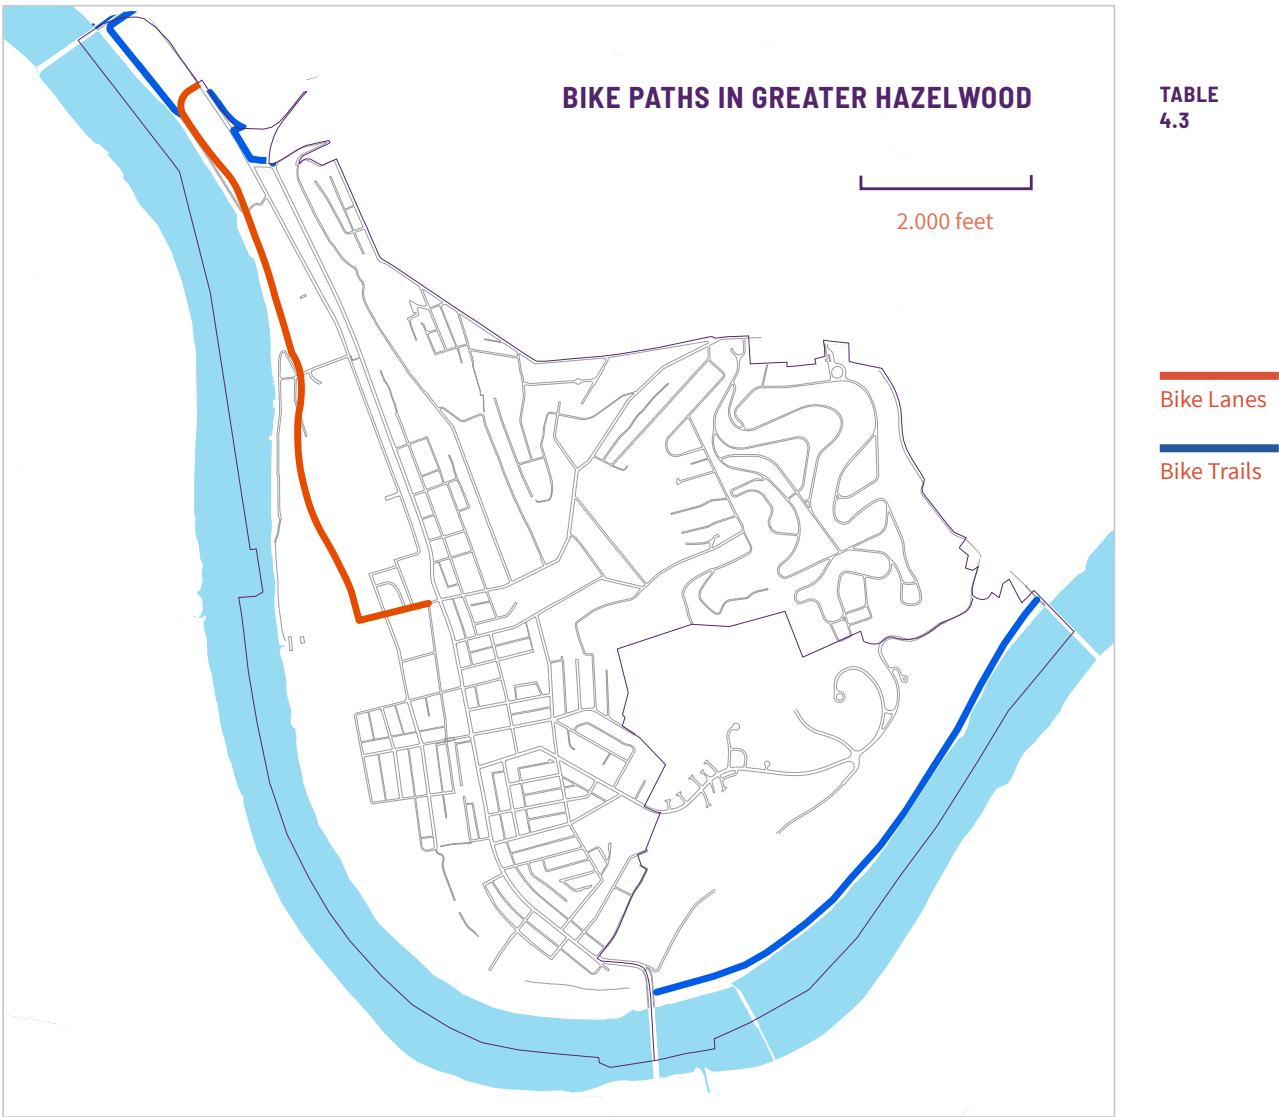 BIKE PATHS IN GREATER HAZELWOOD
2.000 feet
TABLE
4.3
Bike Lanes
Bike Trails